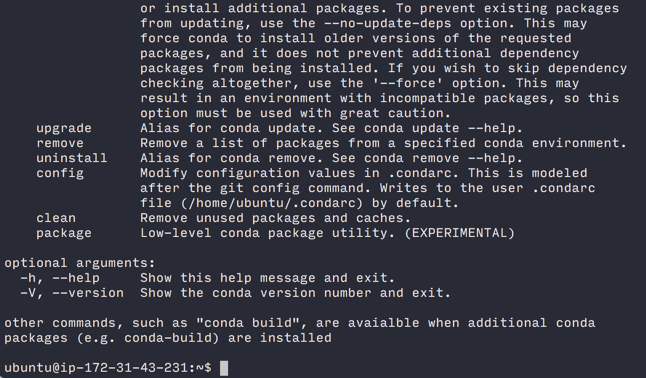 or install additional packages. To prevent existing packages
from updating, use the --no-update-deps option. This may
force conda to install older versions of the requested
packages, and it does not prevent additional dependency
packages from being installed. If you wish to skip dependency
checking altogether, use the '--force' option. This may
result in an environment with incompatible packages, so this
option must be used with great caution.
upgrade Alias for conda update. See conda update --help.
remove Remove a list of packages from a specified conda environment.
uninstall Alias for conda remove. See conda remove --help.
config Modify configuration values in .condarc. This is modeled
after the git config command. Writes to the user .condarc
file (/home/ubuntu/.condarc) by default.
clean Remove unused packages and caches.
package Low-level conda package utility. (EXPERIMENTAL)
optional arguments:
-h, --help Show this help message and exit.
-V, --version Show the conda version number and exit.
other commands, such as "conda build", are avaialble when additional conda
packages (e.g. conda-build) are installed
ubuntu@ip-172-31-43-231:~$